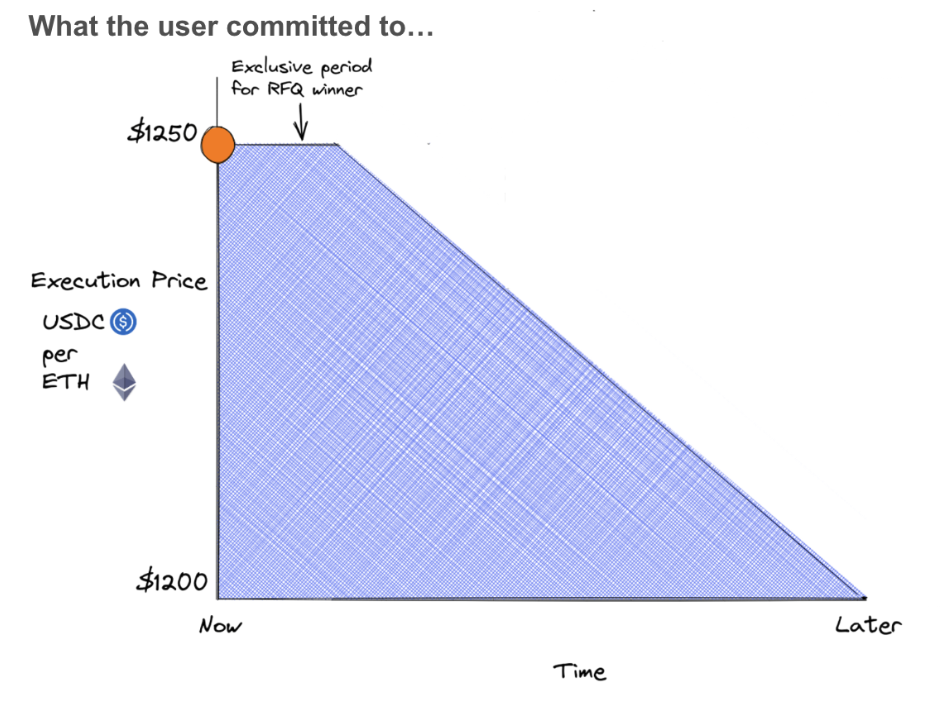 What the user committed to...
Exclusive period
for RFQ winner
$1250
Execution Price
USDC
per
ETH
$1200
Now
Later
Time